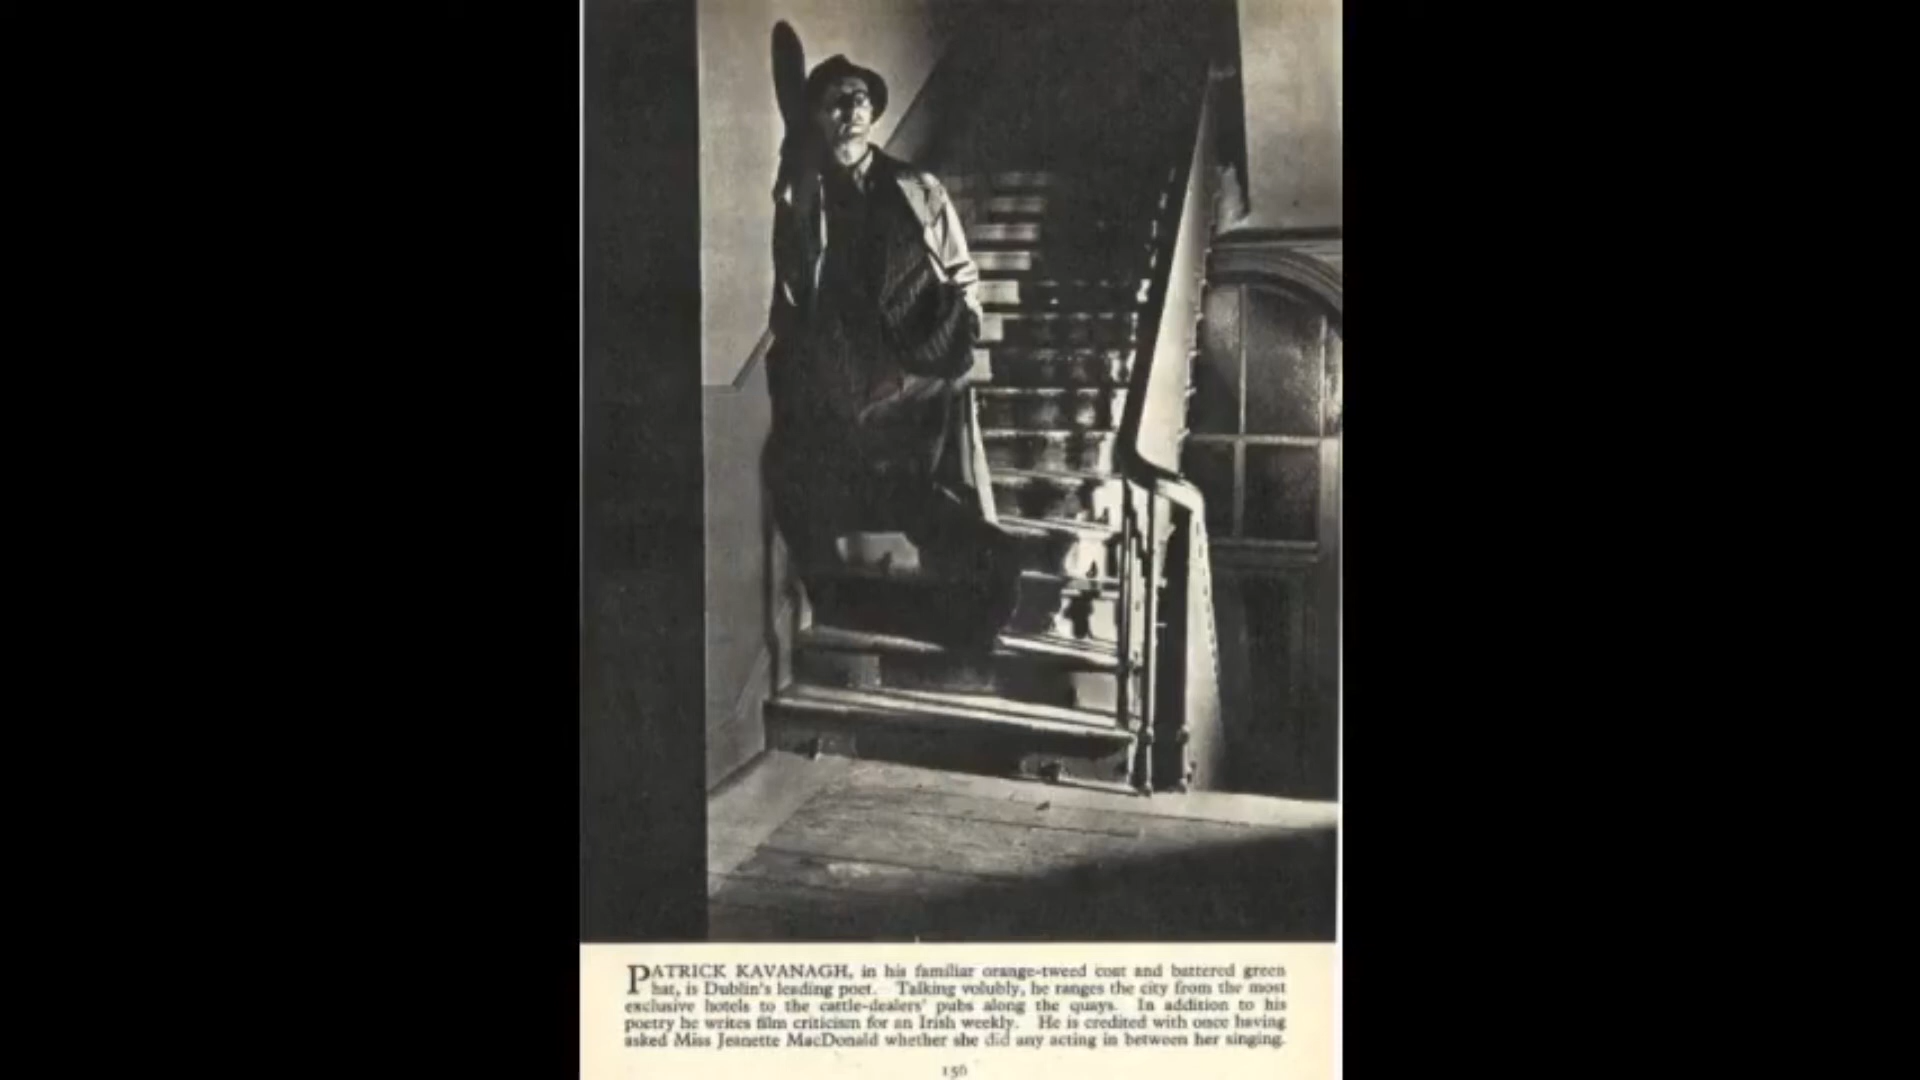 PATRICK KAVANAGH, in his familiar orange-tweed coat and battered green
hat, is Dublin's leading poet. Talking volubly, he ranges the city from the most
exclusive hotels to the cattle-dealers' pubs along the quays. In addition to his
poetry he writes film criticism for an Irish weekly. He is credited with once having
asked Miss Jeanette MacDonald whether she did any acting in between her singing.
156